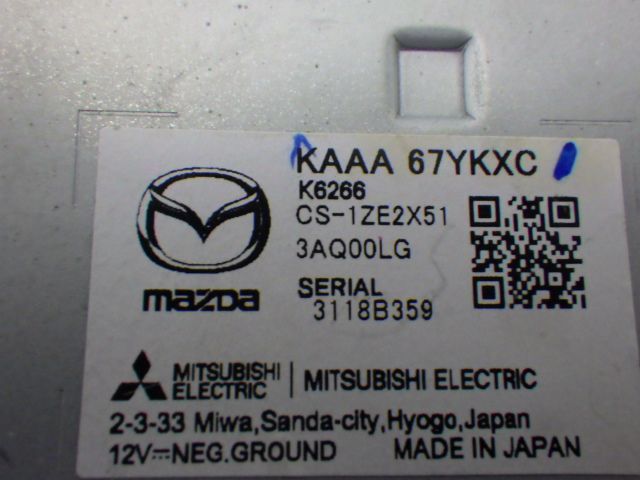 KAAA 67YKXC
K6266
CS-1ZE2X51
3AQ00LG
SERIAL
3118B359
mazDa
MITSUBISHI
ELECTRIC
MITSUBISHI ELECTRIC
2-3-33 Miwa,Sanda-city,Hyogo,Japan
12V⎓NEG.GROUND MADE IN JAPAN